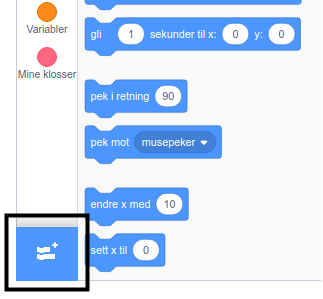 gli 1 sekunder til x: 0 y: 0
Variabler
Mine klosser
pek i retning 90
pek mot musepeker
endre x med 10
sett x til 0